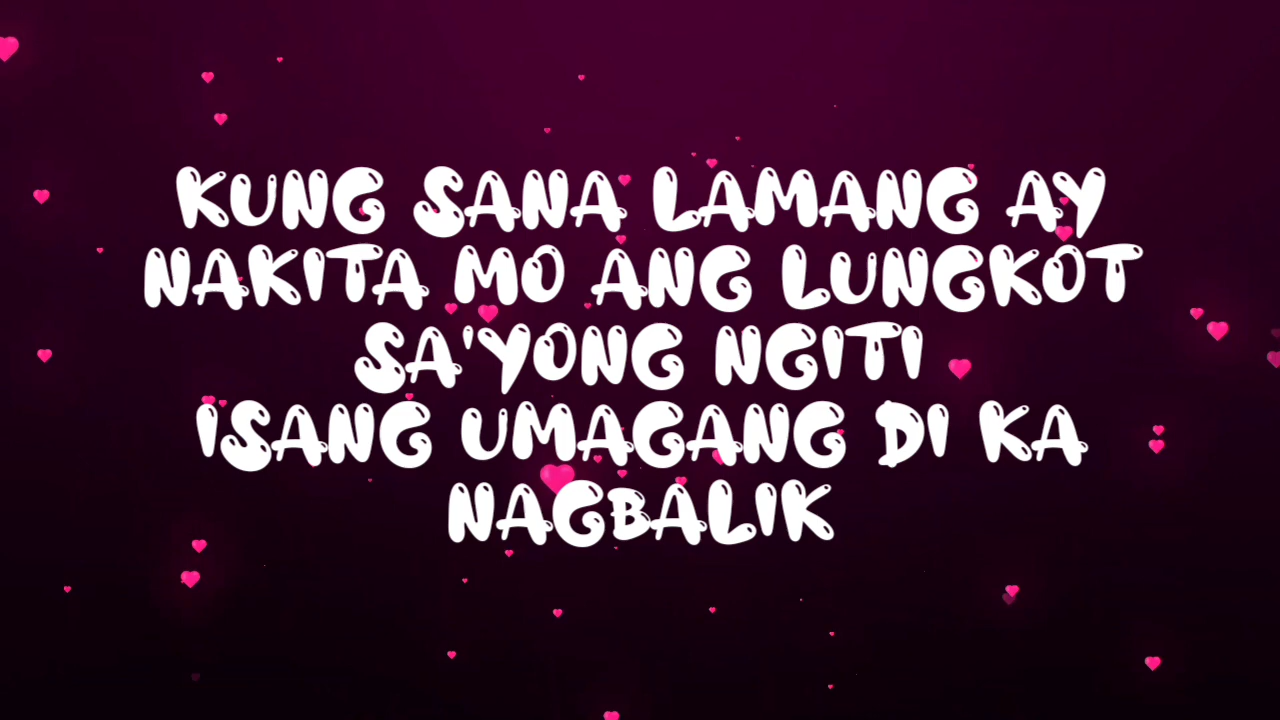 KUNG SANA LAMANG AY
NAKITA MO ANG LUNGKOT
SA'YONG NGITI
ISANG UMAGANG DI KA
NAGBALIK